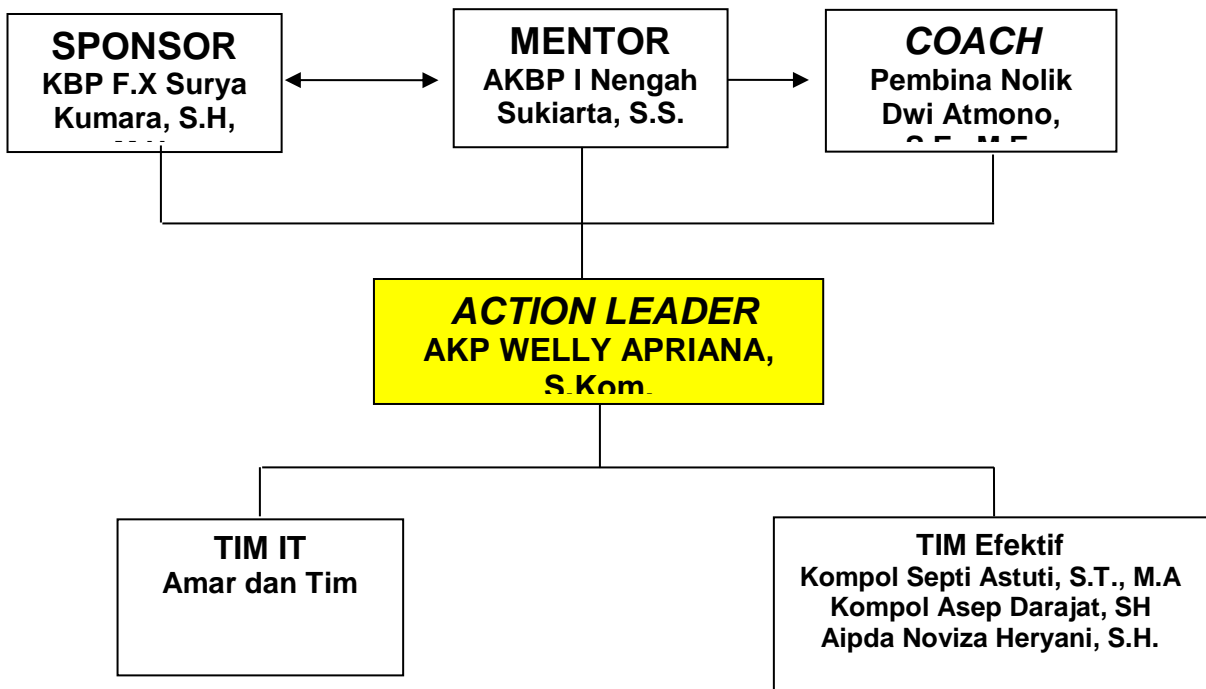 SPONSOR
KBP F.X Surya
Kumara, S.H,
MENTOR
AKBP I Nengah
Sukiarta, S.S.
COACH
Pembina Nolik
Dwi Atmono,
S.E., M.E.
ACTION LEADER
AKP WELLY APRIANA,
S.Kom.
TIM IT
Amar dan Tim
TIM Efektif
Kompol Septi Astuti, S.T., M.A
Kompol Asep Darajat, SH
Aipda Noviza Heryani, S.H.